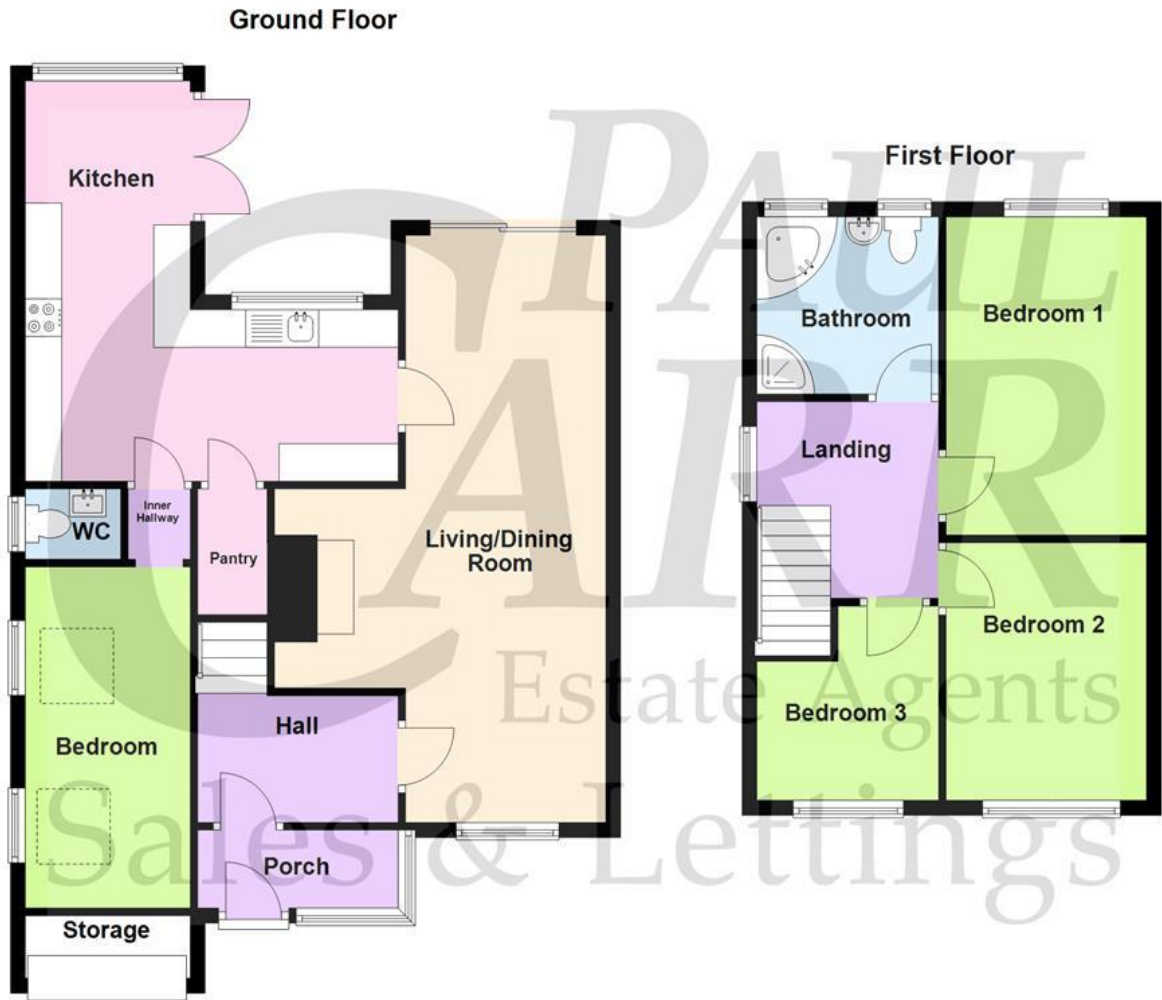 Ground Floor
Kitchen
WC
Inner
Hallway
Pantry
Living/Dining
Room
Bedroom
Hall
Porch
Storage
First Floor
Bathroom
Bedroom 1
Landing
Bedroom 2
Bedroom 3
PAUL
CARR
Estate Agents
Sales & Lettings